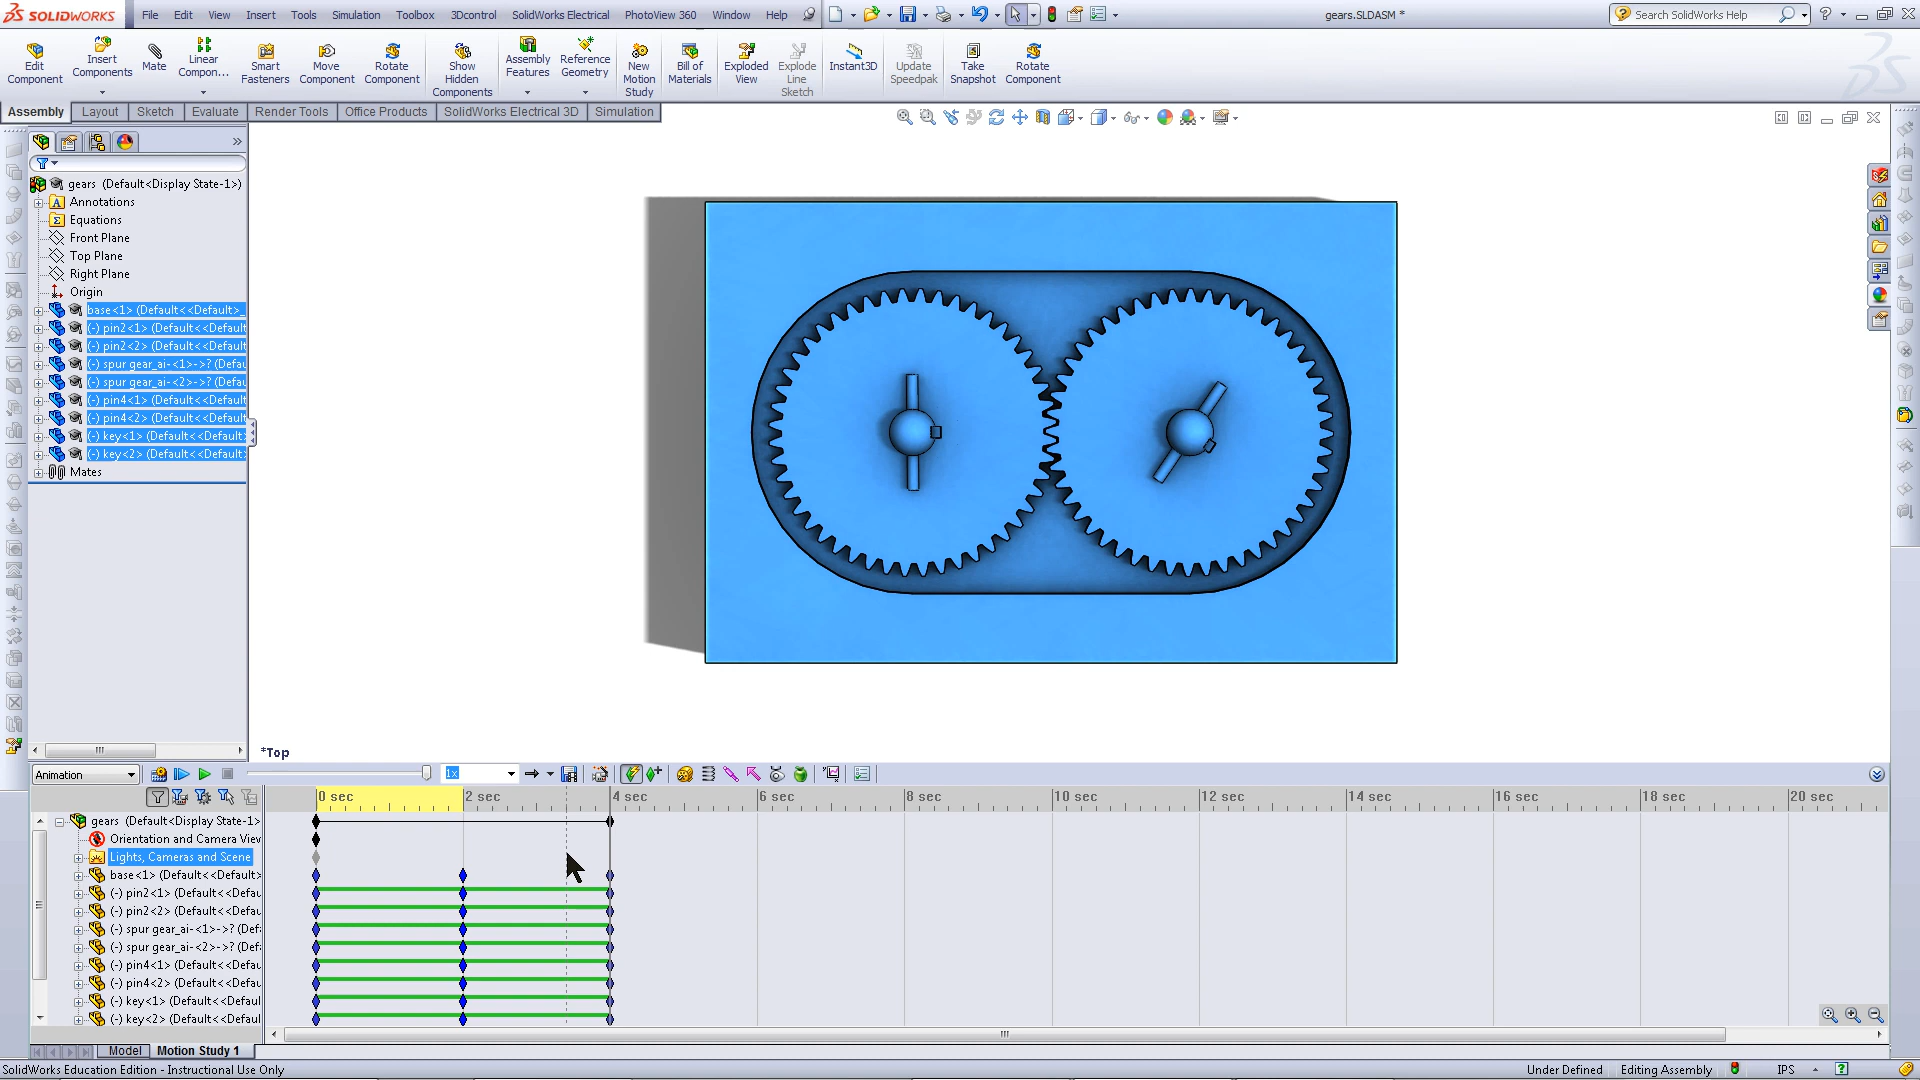 SOLIDWORKS File Edit View Insert Tools Simulation Toolbox 3Dcontrol SolidWorks Electrical PhotoView 360 Window Help gears.SLDASM * Search SolidWorks Help
Edit Component
Insert Components
Mate
Linear Compon...
Smart Fasteners
Move Component
Rotate Component
Show Hidden Components
Assembly Features
Reference Geometry
New Motion Study
Bill of Materials
Exploded View
Explode Line Sketch
Instant3D
Update Speedpak
Take Snapshot
Rotate Component
Assembly Layout Sketch Evaluate Render Tools Office Products SolidWorks Electrical 3D Simulation
gears (Default<Display State-1>)
Annotations
Equations
Front Plane
Top Plane
Right Plane
Origin
base<1> (Default<<Default>_
(-) pin2<1> (Default<<Default
(-) pin2<2> (Default<<Default
(-) spur gear_ai-<1>->? (Defau
(-) spur gear_ai-<2>->? (Defau
(-) pin4<1> (Default<<Default
(-) pin4<2> (Default<<Default
(-) key<1> (Default<<Default>
(-) key<2> (Default<<Default>
Mates
*Top
Animation 1x
0 sec 2 sec 4 sec 6 sec 8 sec 10 sec 12 sec 14 sec 16 sec 18 sec 20 sec
gears (Default<Display State-1>
Orientation and Camera View
Lights, Cameras and Scene
base<1> (Default<<Default>
(-) pin2<1> (Default<<Defau
(-) pin2<2> (Default<<Defau
(-) spur gear_ai-<1>->? (Def
(-) spur gear_ai-<2>->? (Def
(-) pin4<1> (Default<<Defau
(-) pin4<2> (Default<<Defau
(-) key<1> (Default<<Defaul
(-) key<2> (Default<<Defaul
Model Motion Study 1
SolidWorks Education Edition - Instructional Use Only Under Defined Editing Assembly IPS